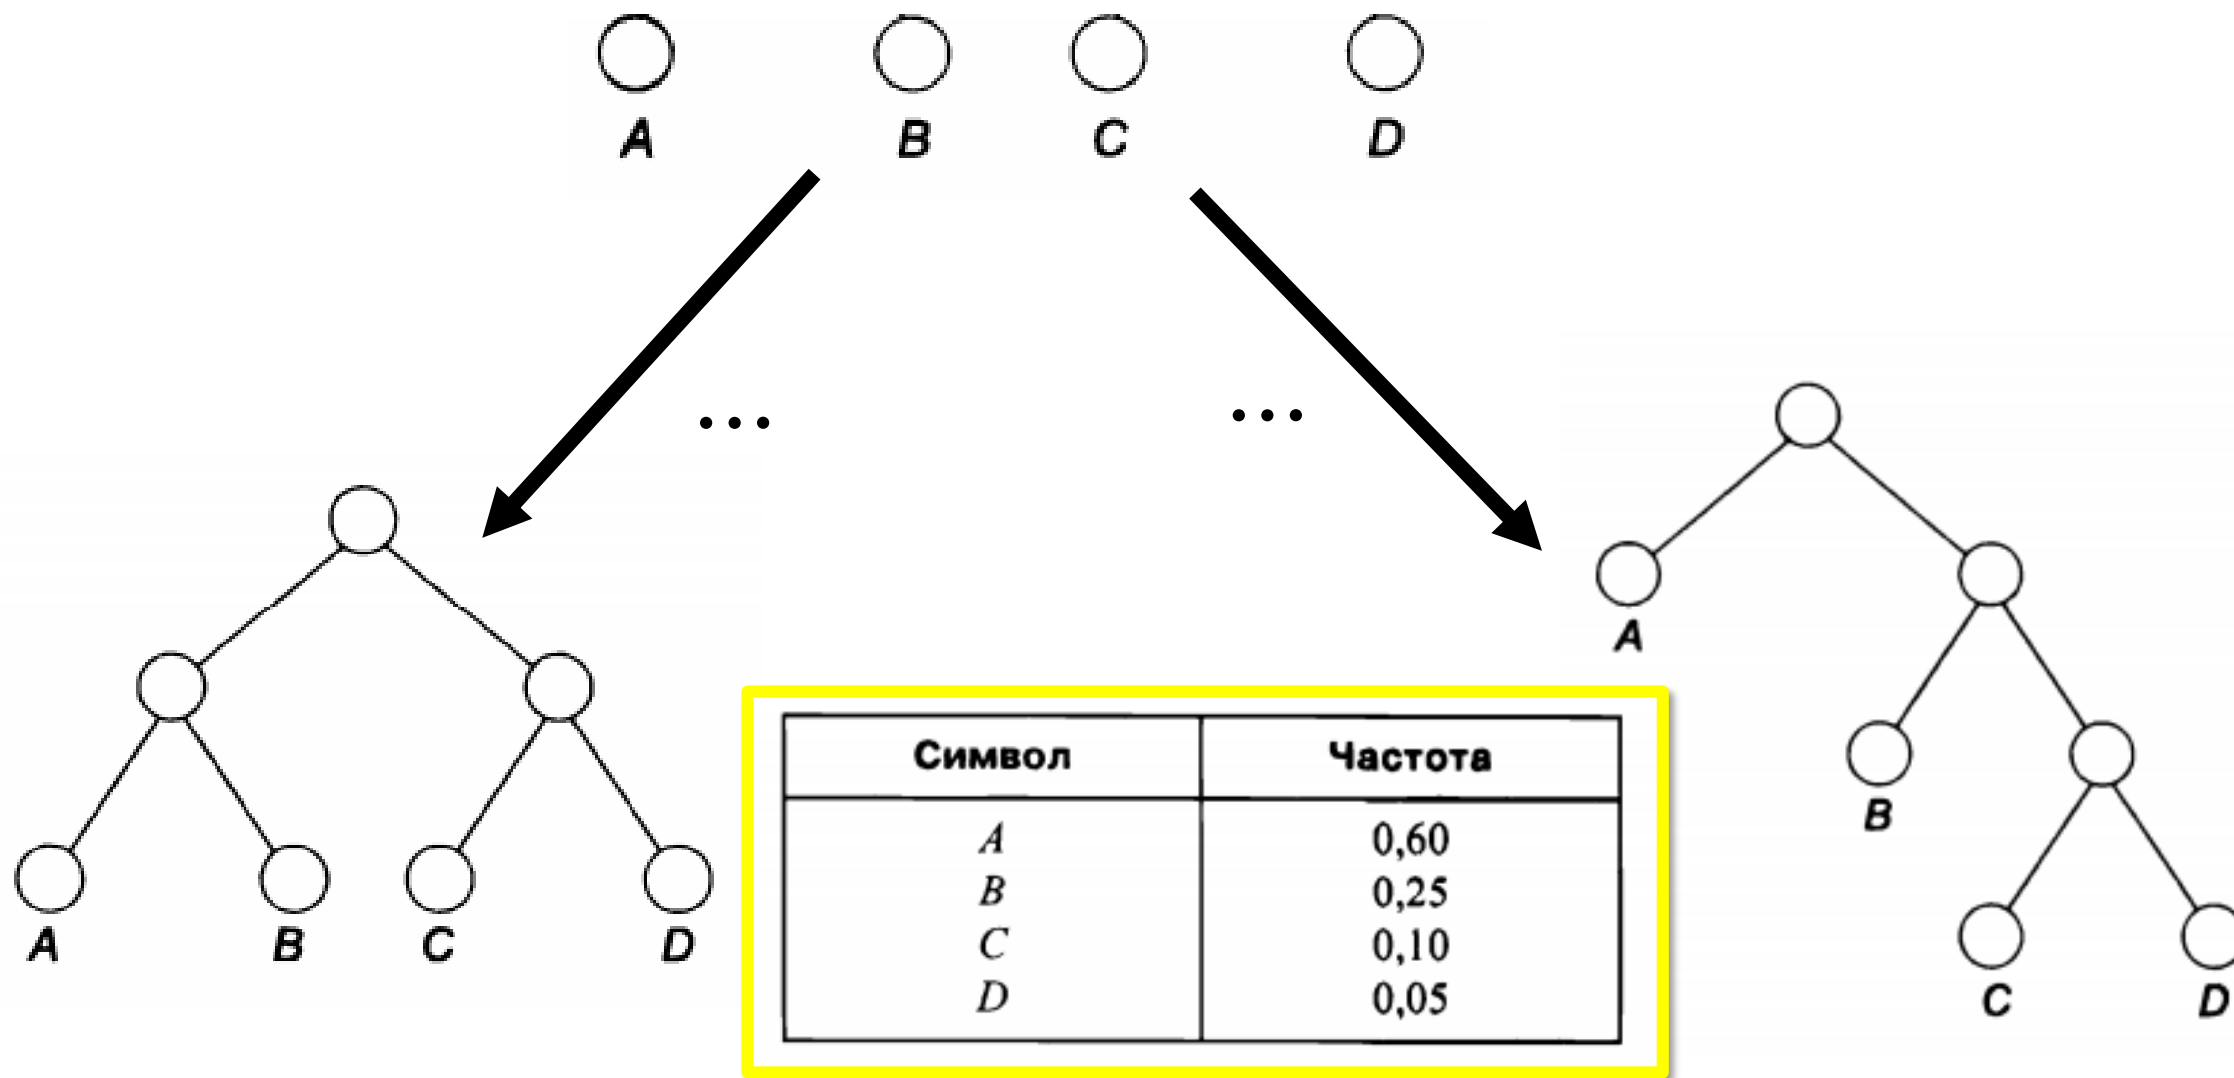 A B C D
... ...
A
B
A B C D
C D
Символ Частота
A 0,60
B 0,25
C 0,10
D 0,05